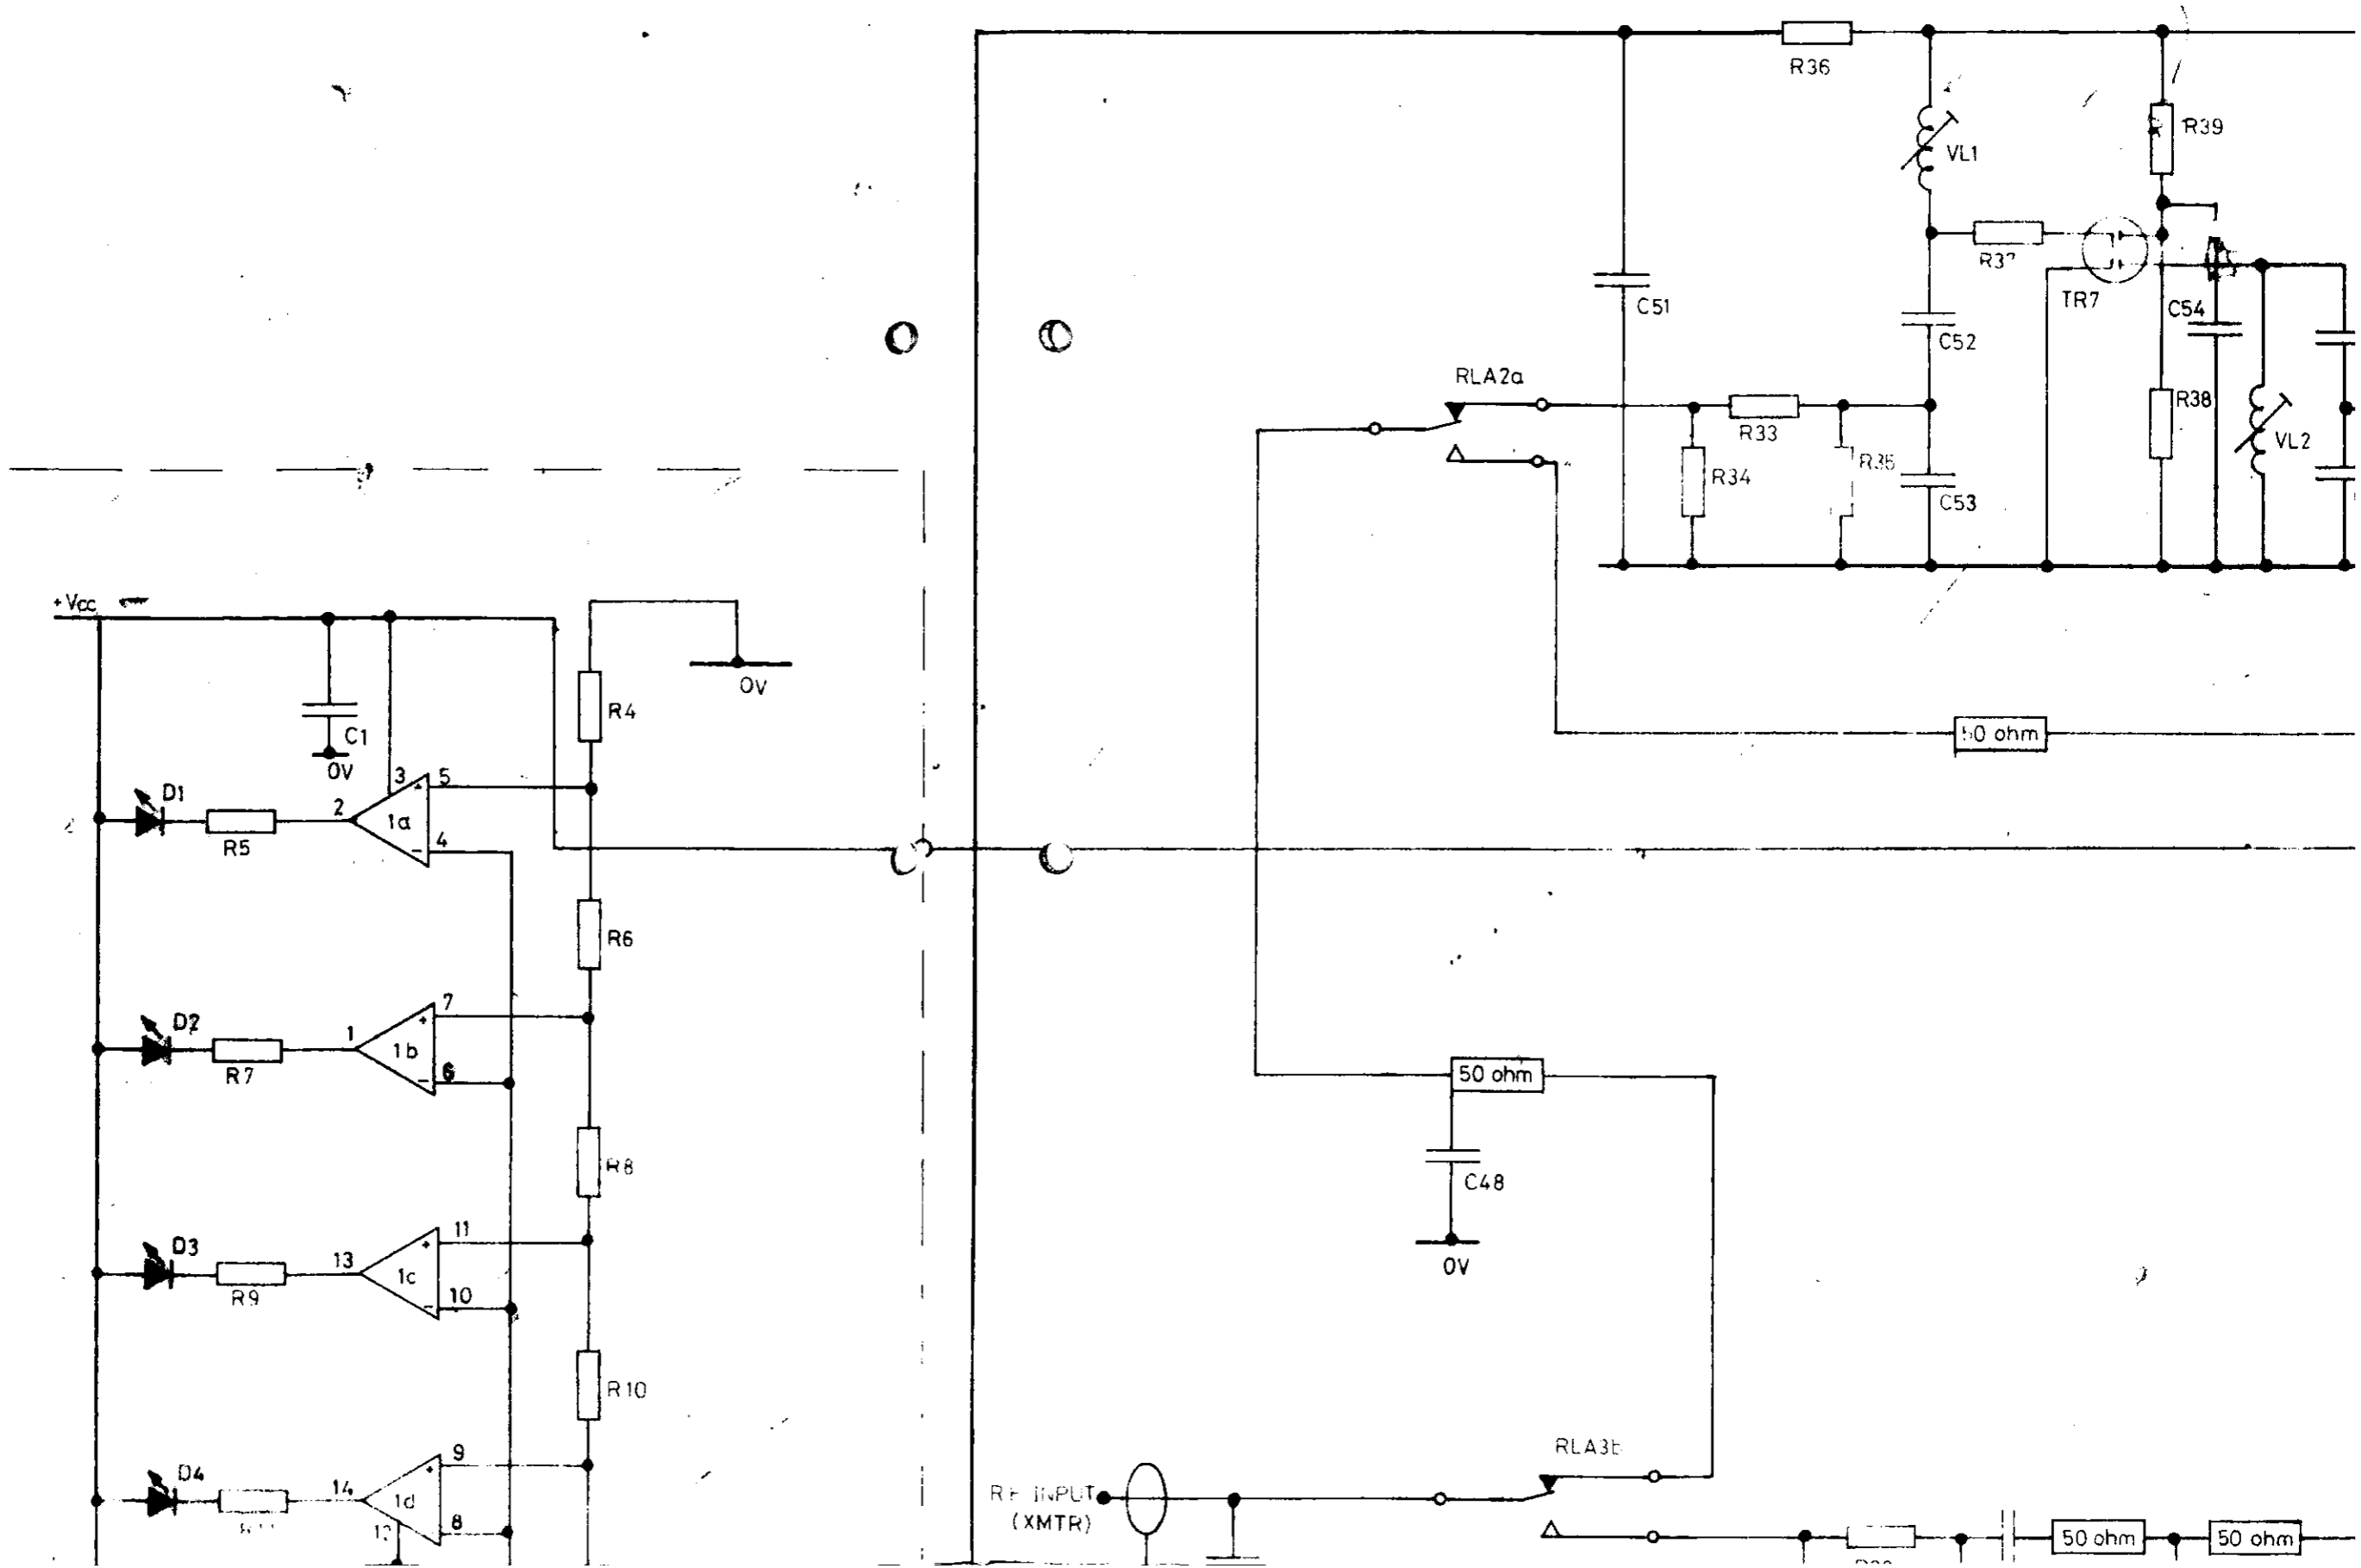 R36
R39
VL1
R37
TR7
C51
C54
C52
RLA2a
R38
R33
VL2
R34
R35
C53
+Vcc
0V
R4
C1
0V
50 ohm
3
5
D1
2
1a
+
4
R5
-
R6
7
D2
1
+
1b
6
R7
-
50 ohm
R8
C48
11
D3
13
+
1c
10
R9
-
0V
R10
RLA3b
9
D4
14
+
1d
8
12
RF INPUT
(XMTR)
50 ohm
50 ohm